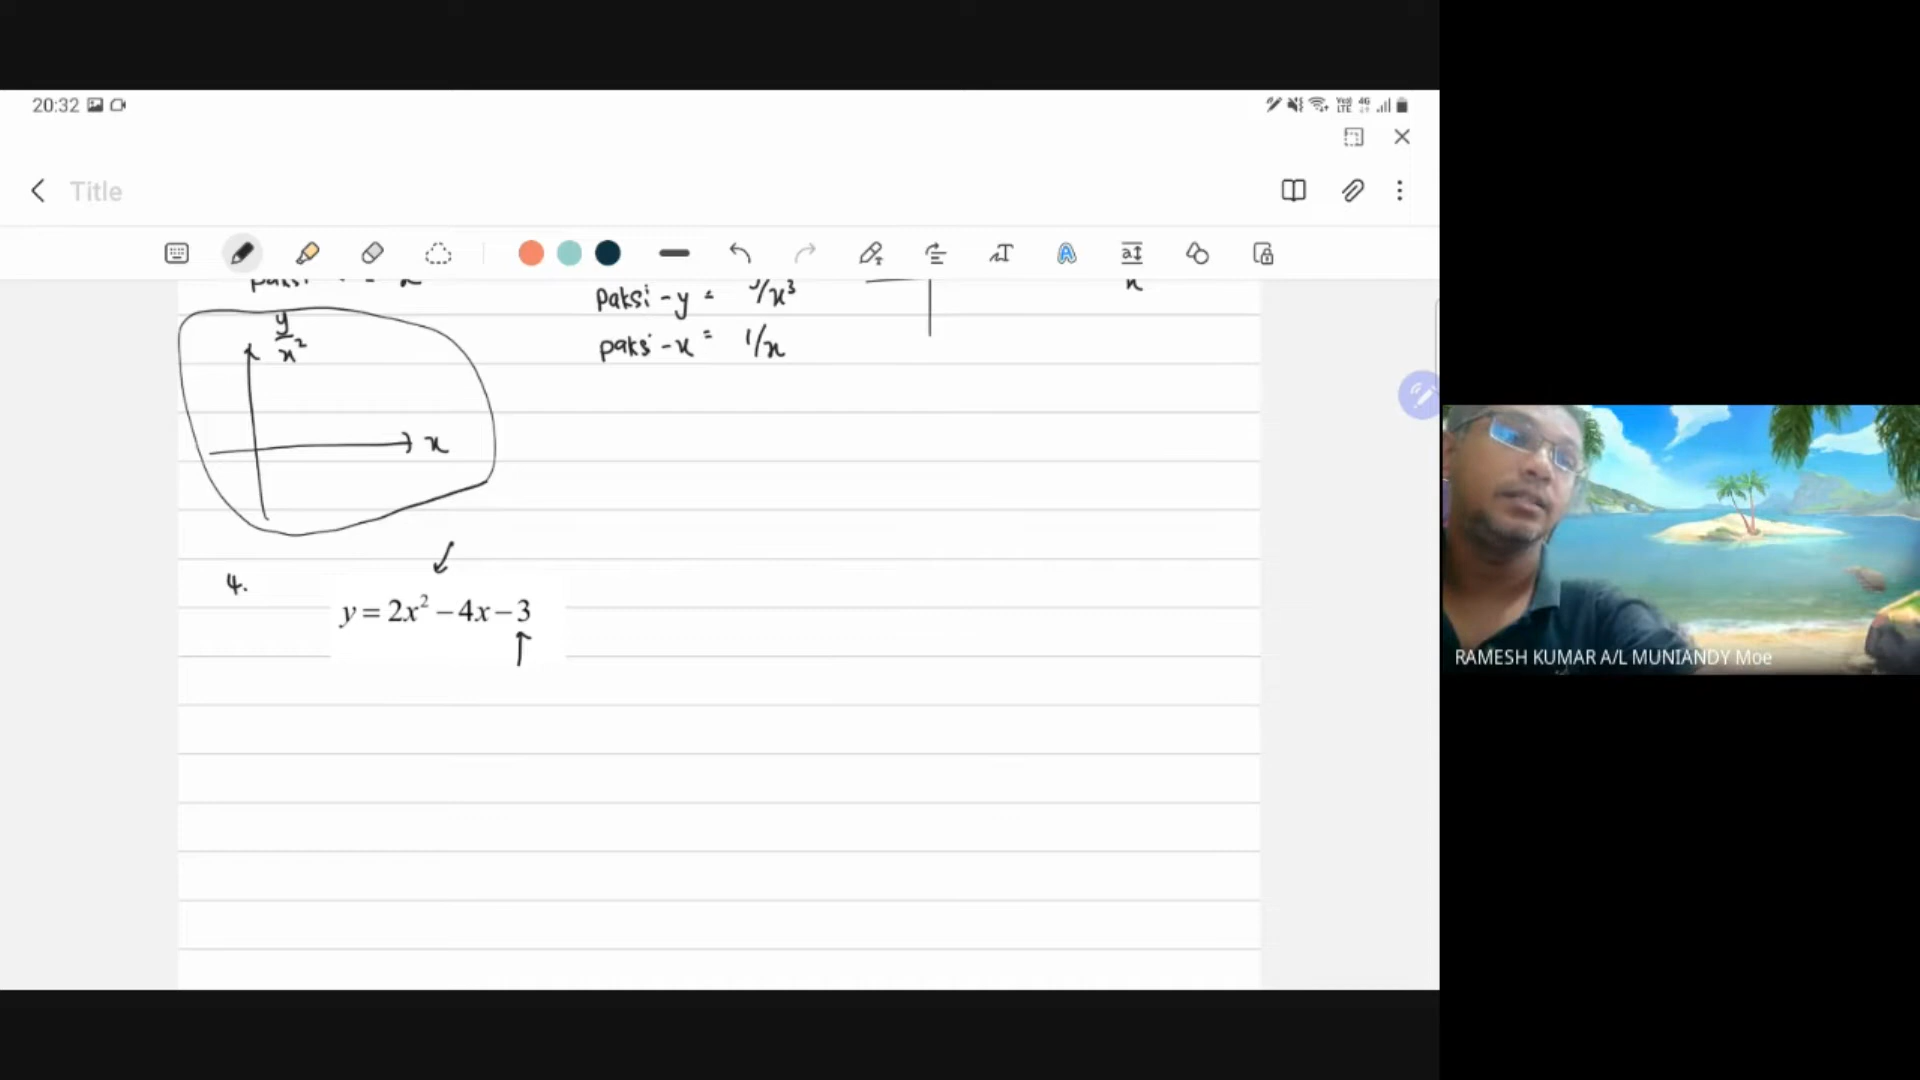 20:32
Title
Paksi-y = /x³
paksi-x = 1/x
x
y/x²
x
4.
y = 2x² – 4x – 3
RAMESH KUMAR A/L MUNIANDY Moe